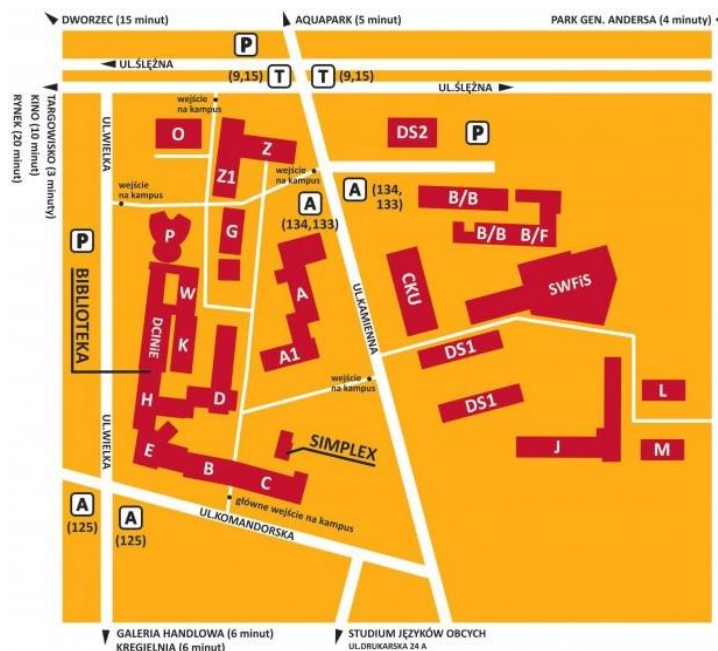 DWORZEC (15 minut)
AQUAPARK (5 minut)
PARK GEN. ANDERSA (4 minuty)
P
UL.ŚLĘŻNA
(9,15) T
T (9,15)
UL.ŚLĘŻNA
TARGOWISKO (3 minuty)
KINO (10 minut)
RYNEK (20 minut)
UL.WIELKA
wejście
na kampus
O
Z
Z1
DS2
P
wejście
na kampus
wejście
na kampus
A
(134,
133)
A
(134,133)
B/B
B/B
B/F
P
G
P
BIBLIOTEKA
W
DCINiE
K
A
A1
UL.KAMIENNA
CKU
SWFiS
DS1
DS1
wejście
na kampus
H
D
L
J
M
UL.WIELKA
E
B
C
SIMPLEX
główne wejście na kampus
UL.KOMANDORSKA
A
(125)
A
(125)
GALERIA HANDLOWA (6 minut)
KRĘGIELNIA (6 minut)
STUDIUM JĘZYKÓW OBCYCH
UL.DRUKARSKA 24 A